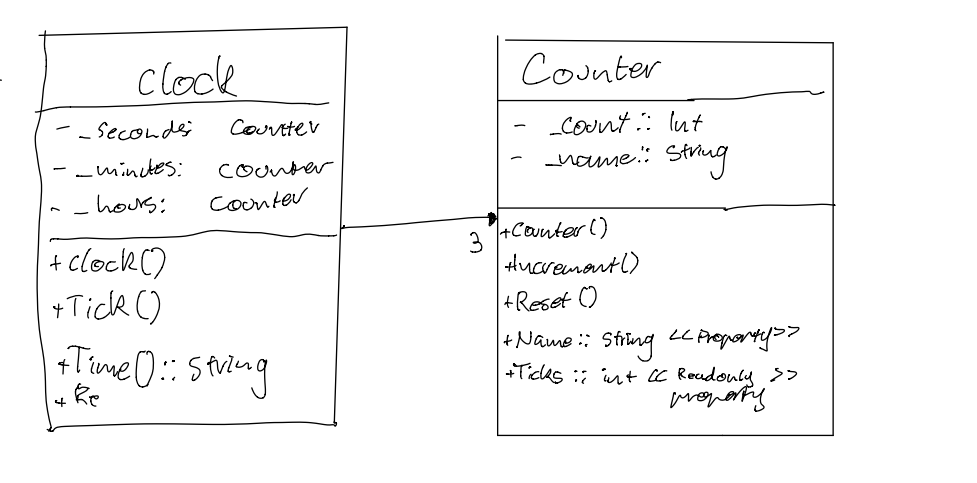 Clock
- _seconds: Counter
- _minutes: counter
- _hours: Counter
+ clock()
+Tick()
+Time()::string
+ Re
3
Counter
- _count:: Int
- _name:: string
+Counter()
+Increment()
+Reset ()
+Name:: string <<Property>>
+Ticks :: int << Readonly >>
property